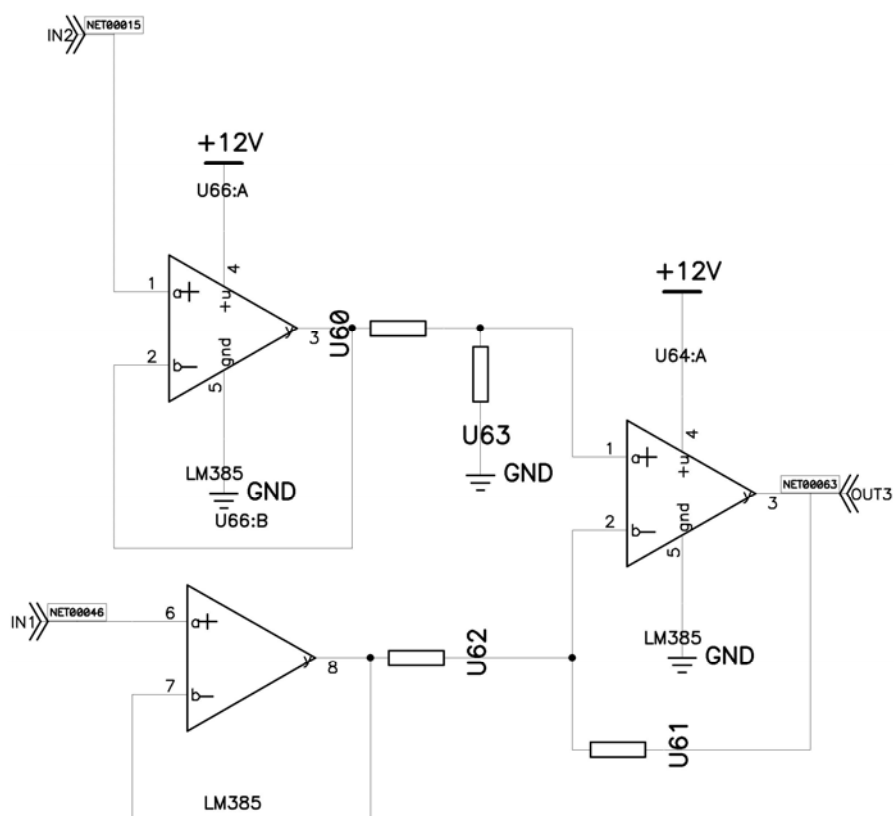 IN2
NET00015
+12V
U66:A
4
1
a+
+u
y
3
U60
2
b-
gnd
5
LM385
GND
U66:B
U63
GND
+12V
U64:A
4
1
a+
+u
y
3
NET00063
OUT3
2
b-
gnd
5
LM385
GND
IN1
NET00046
6
a+
y
8
U62
7
b-
U61
LM385